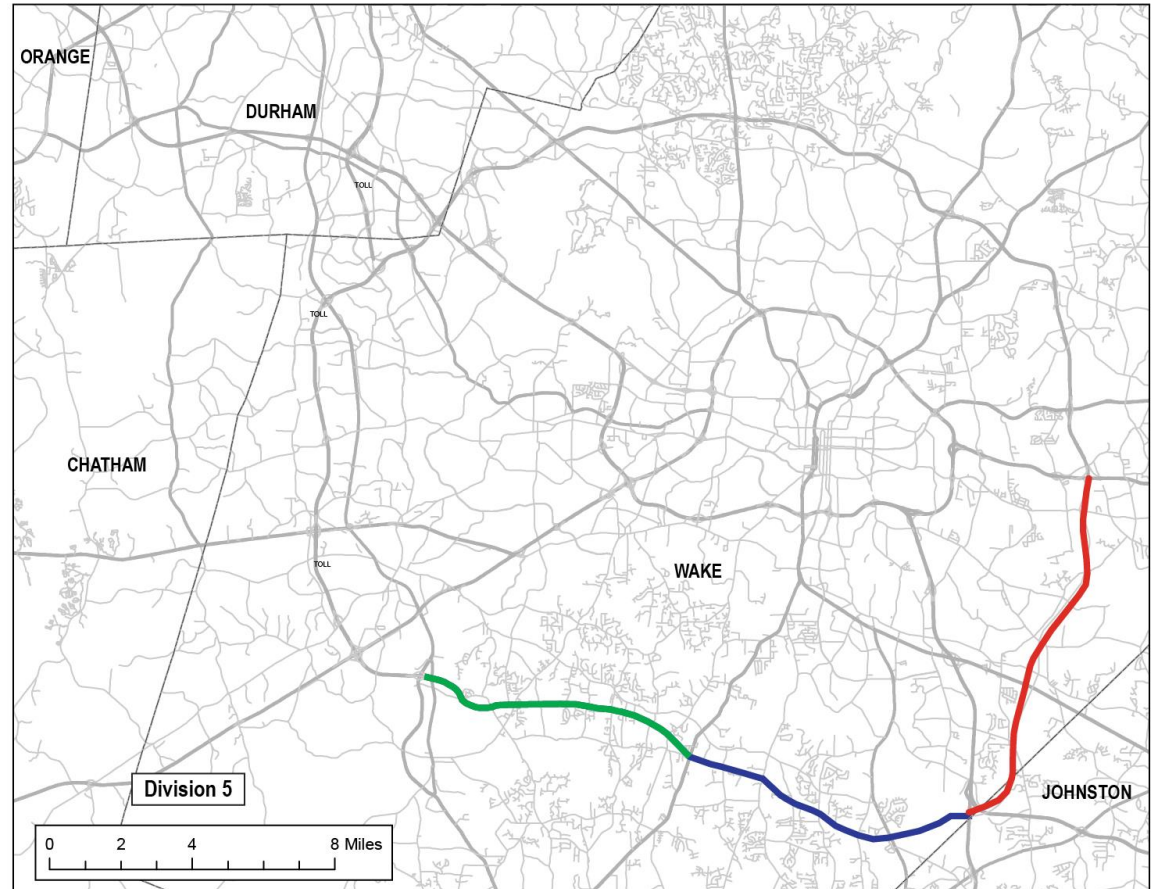 ORANGE
DURHAM
TOLL
TOLL
CHATHAM
TOLL
WAKE
Division 5
JOHNSTON
0 2 4 8 Miles